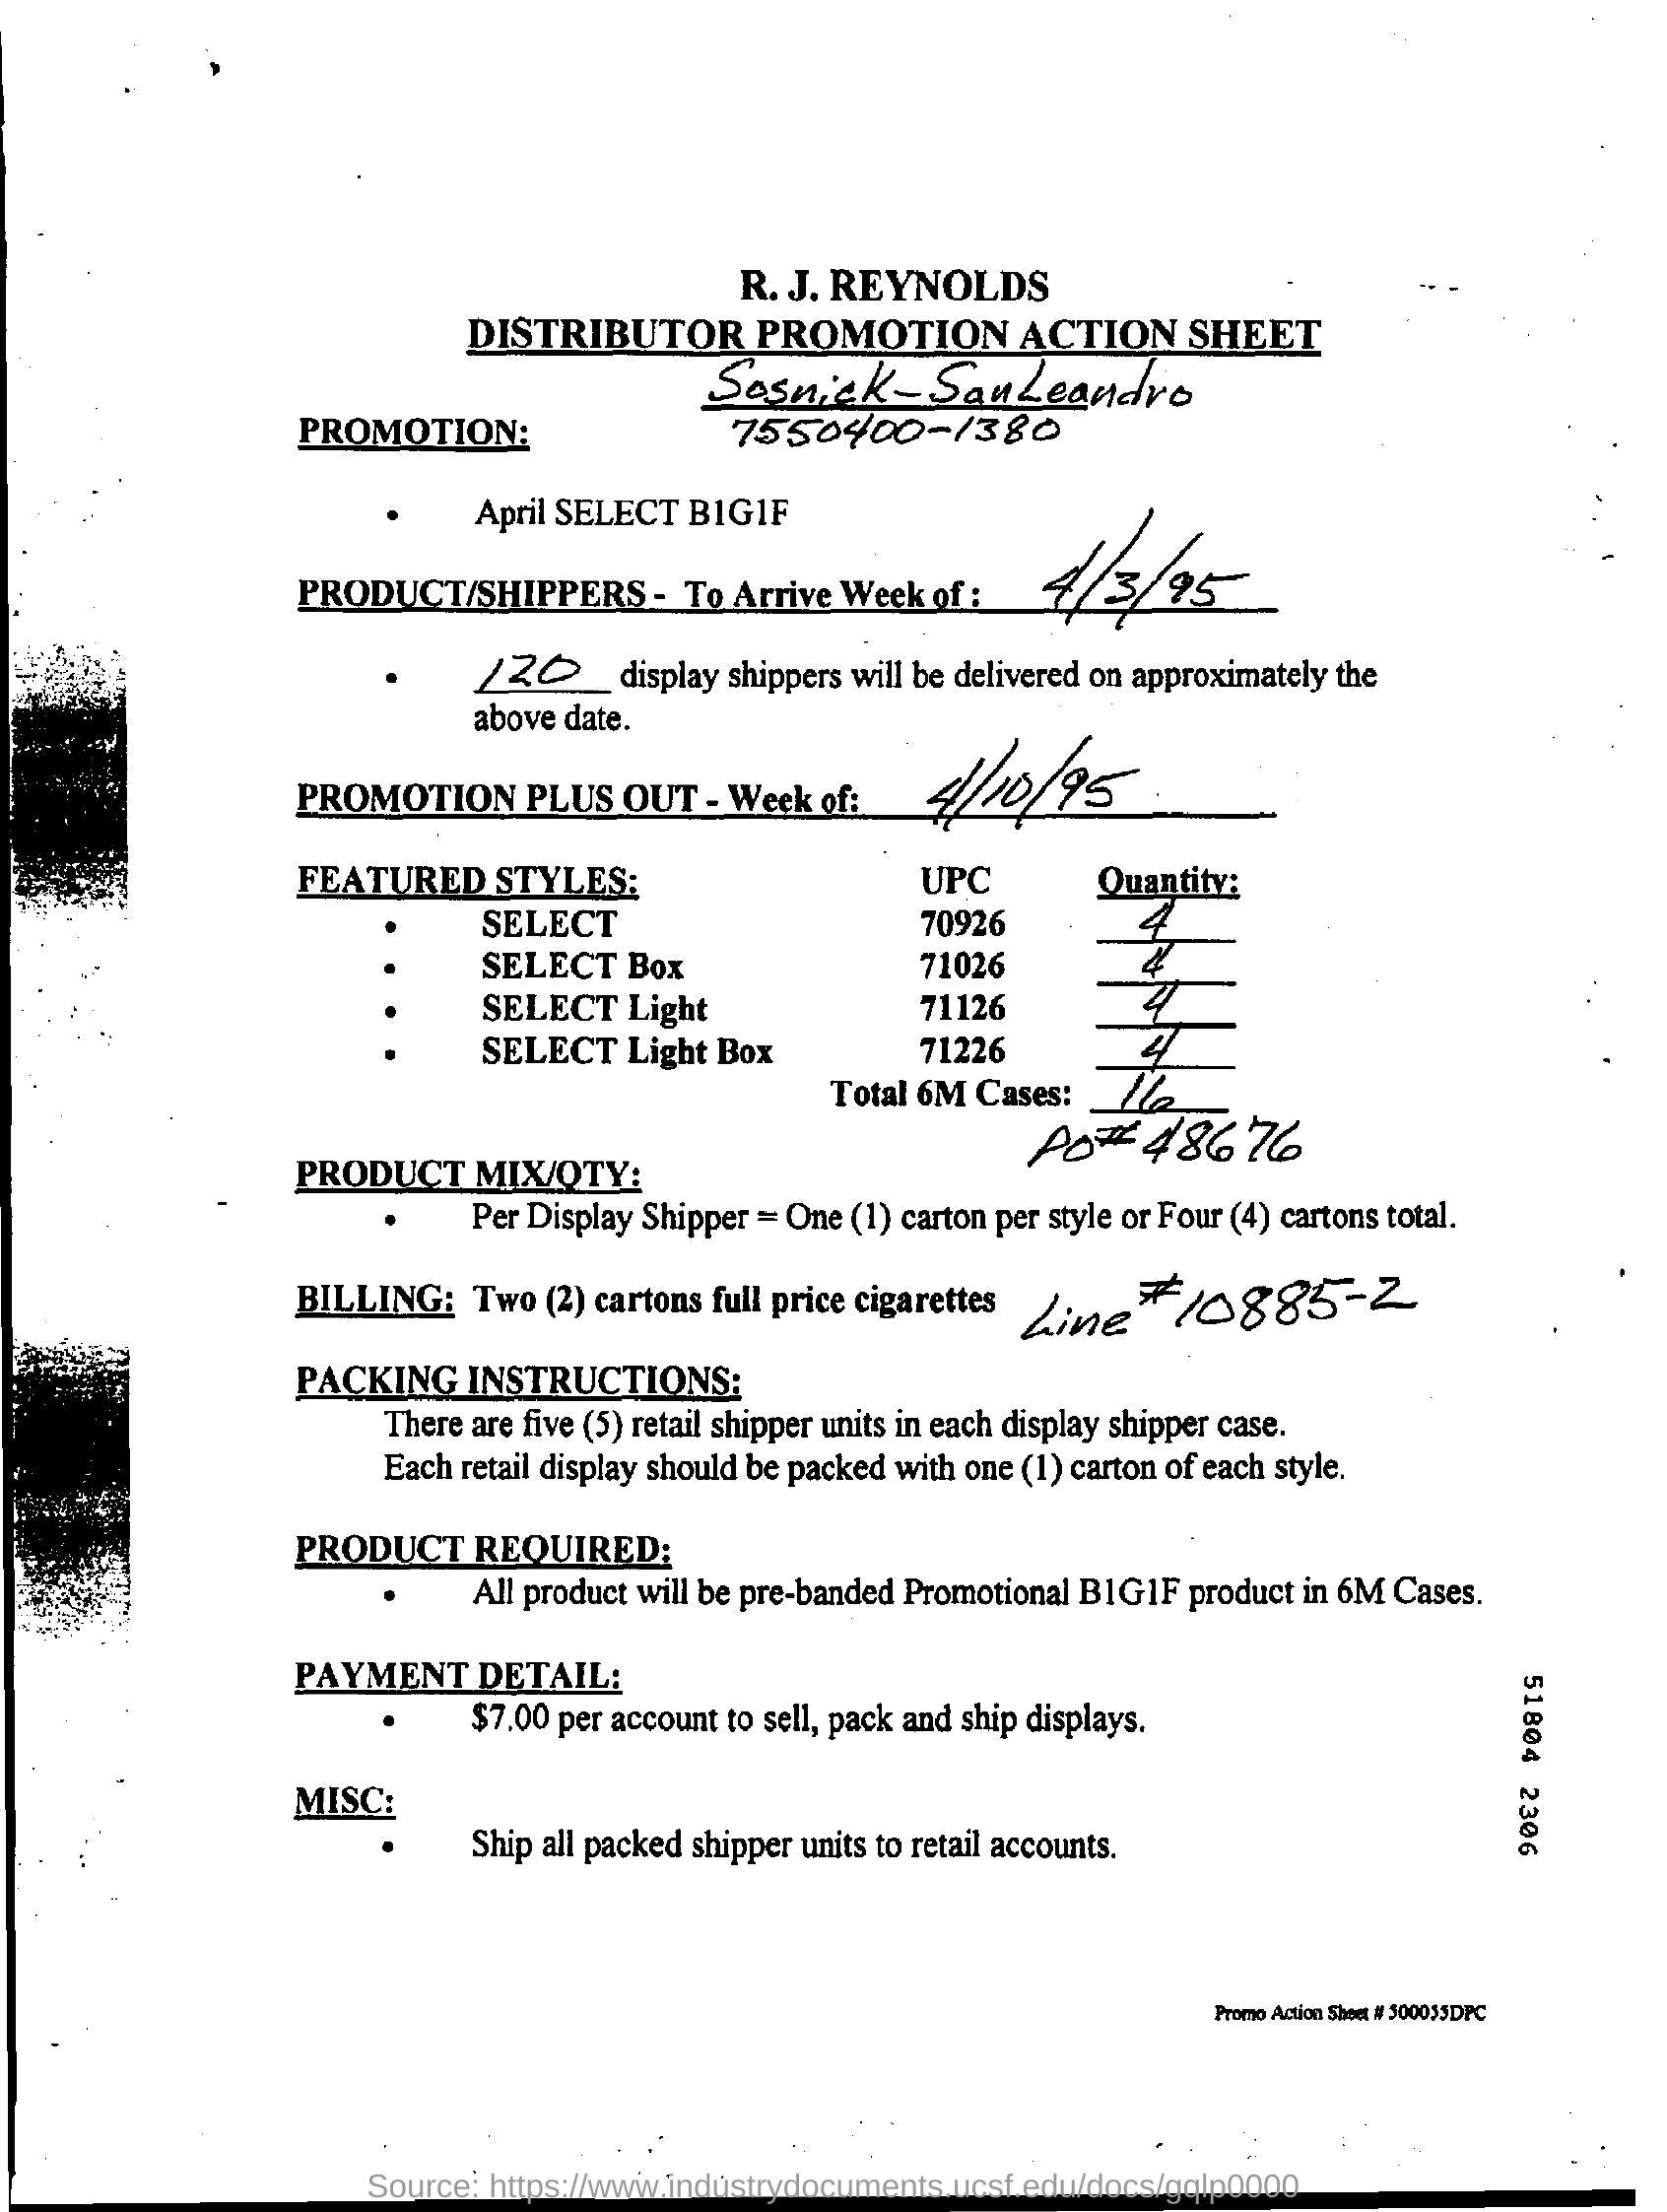 R. J. REYNOLDS
DISTRIBUTOR PROMOTION ACTION SHEET
Sosnick-SanLeandro
PROMOTION: 7550400-1380
• April SELECT B1G1F
PRODUCT/SHIPPERS - To Arrive Week of : 4/3/95
• 120 display shippers will be delivered on approximately the
above date.
PROMOTION PLUS OUT - Week of: 4/10/95
FEATURED STYLES: UPC Quantity:
• SELECT 70926 4
• SELECT Box 71026 4
• SELECT Light 71126 4
• SELECT Light Box 71226 4
Total 6M Cases: 16
PO# 48676
PRODUCT MIX/QTY:
• Per Display Shipper = One (1) carton per style or Four (4) cartons total.
BILLING: Two (2) cartons full price cigarettes Line #10885-2
PACKING INSTRUCTIONS:
There are five (5) retail shipper units in each display shipper case.
Each retail display should be packed with one (1) carton of each style.
PRODUCT REQUIRED:
• All product will be pre-banded Promotional B1G1F product in 6M Cases.
PAYMENT DETAIL:
• $7.00 per account to sell, pack and ship displays.
MISC:
• Ship all packed shipper units to retail accounts.
51804 2306
Promo Action Sheet # 500035DPC
Source: https://www.industrydocuments.ucsf.edu/docs/gqlp0000